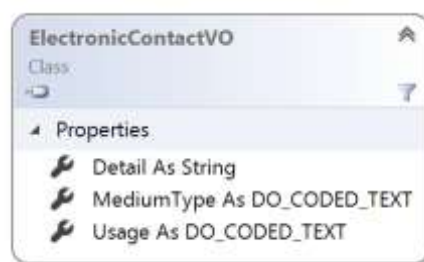 ElectronicContactVO
Class
Properties
Detail As String
MediumType As DO_CODED_TEXT
Usage As DO_CODED_TEXT